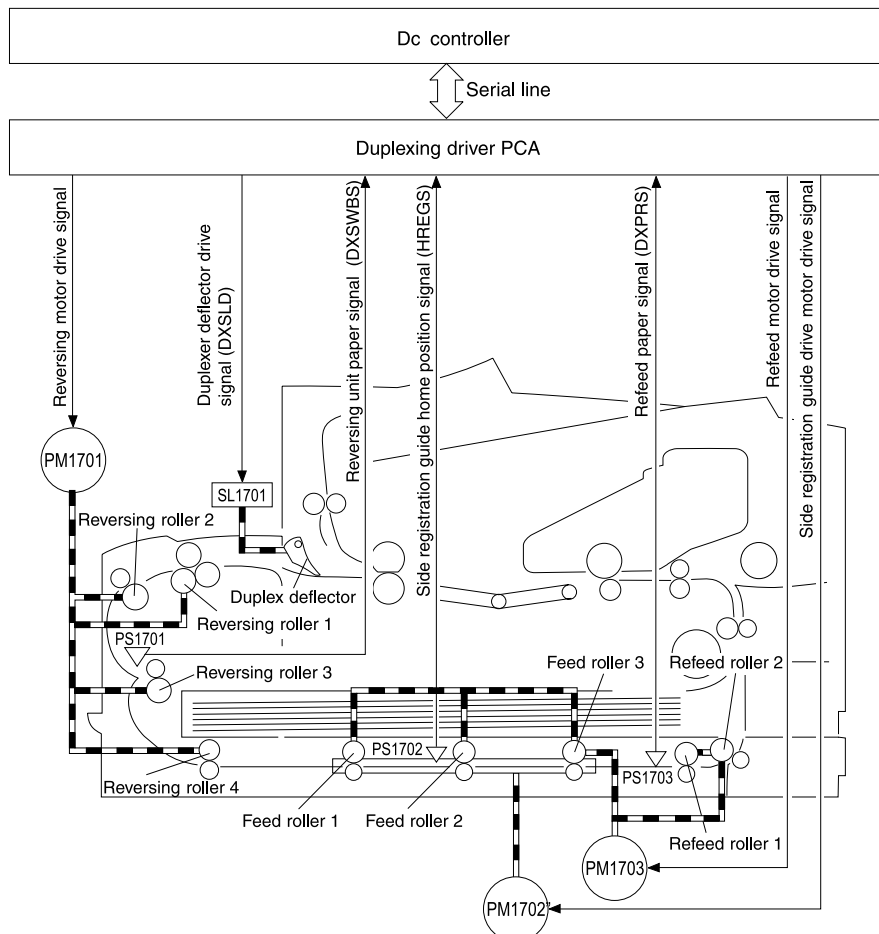 Dc controller
Serial line
Duplexing driver PCA
Reversing motor drive signal
Duplexer deflector drive
signal (DXSLD)
Reversing unit paper signal (DXSWBS)
Side registration guide home position signal (HREGS)
Refeed paper signal (DXPRS)
Refeed motor drive signal
Side registration guide drive motor drive signal
PM1701
SL1701
Reversing roller 2
Duplex deflector
Reversing roller 1
PS1701
Reversing roller 3
Feed roller 3
Refeed roller 2
PS1702
PS1703
Reversing roller 4
Feed roller 1
Feed roller 2
Refeed roller 1
PM1703
PM1702"